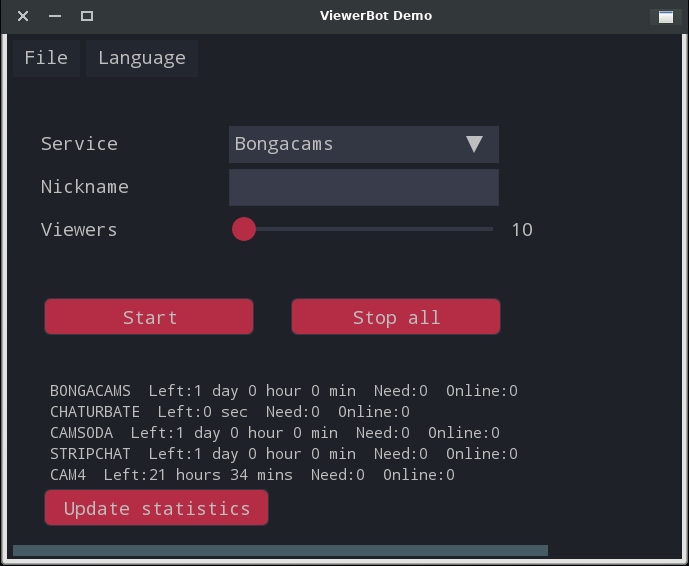 ViewerBot Demo
File Language
Service Bongacams
Nickname
Viewers 10
Start Stop all
BONGACAMS Left:1 day 0 hour 0 min Need:0 Online:0
CHATURBATE Left:0 sec Need:0 Online:0
CAMSODA Left:1 day 0 hour 0 min Need:0 Online:0
STRIPCHAT Left:1 day 0 hour 0 min Need:0 Online:0
CAM4 Left:21 hours 34 mins Need:0 Online:0
Update statistics